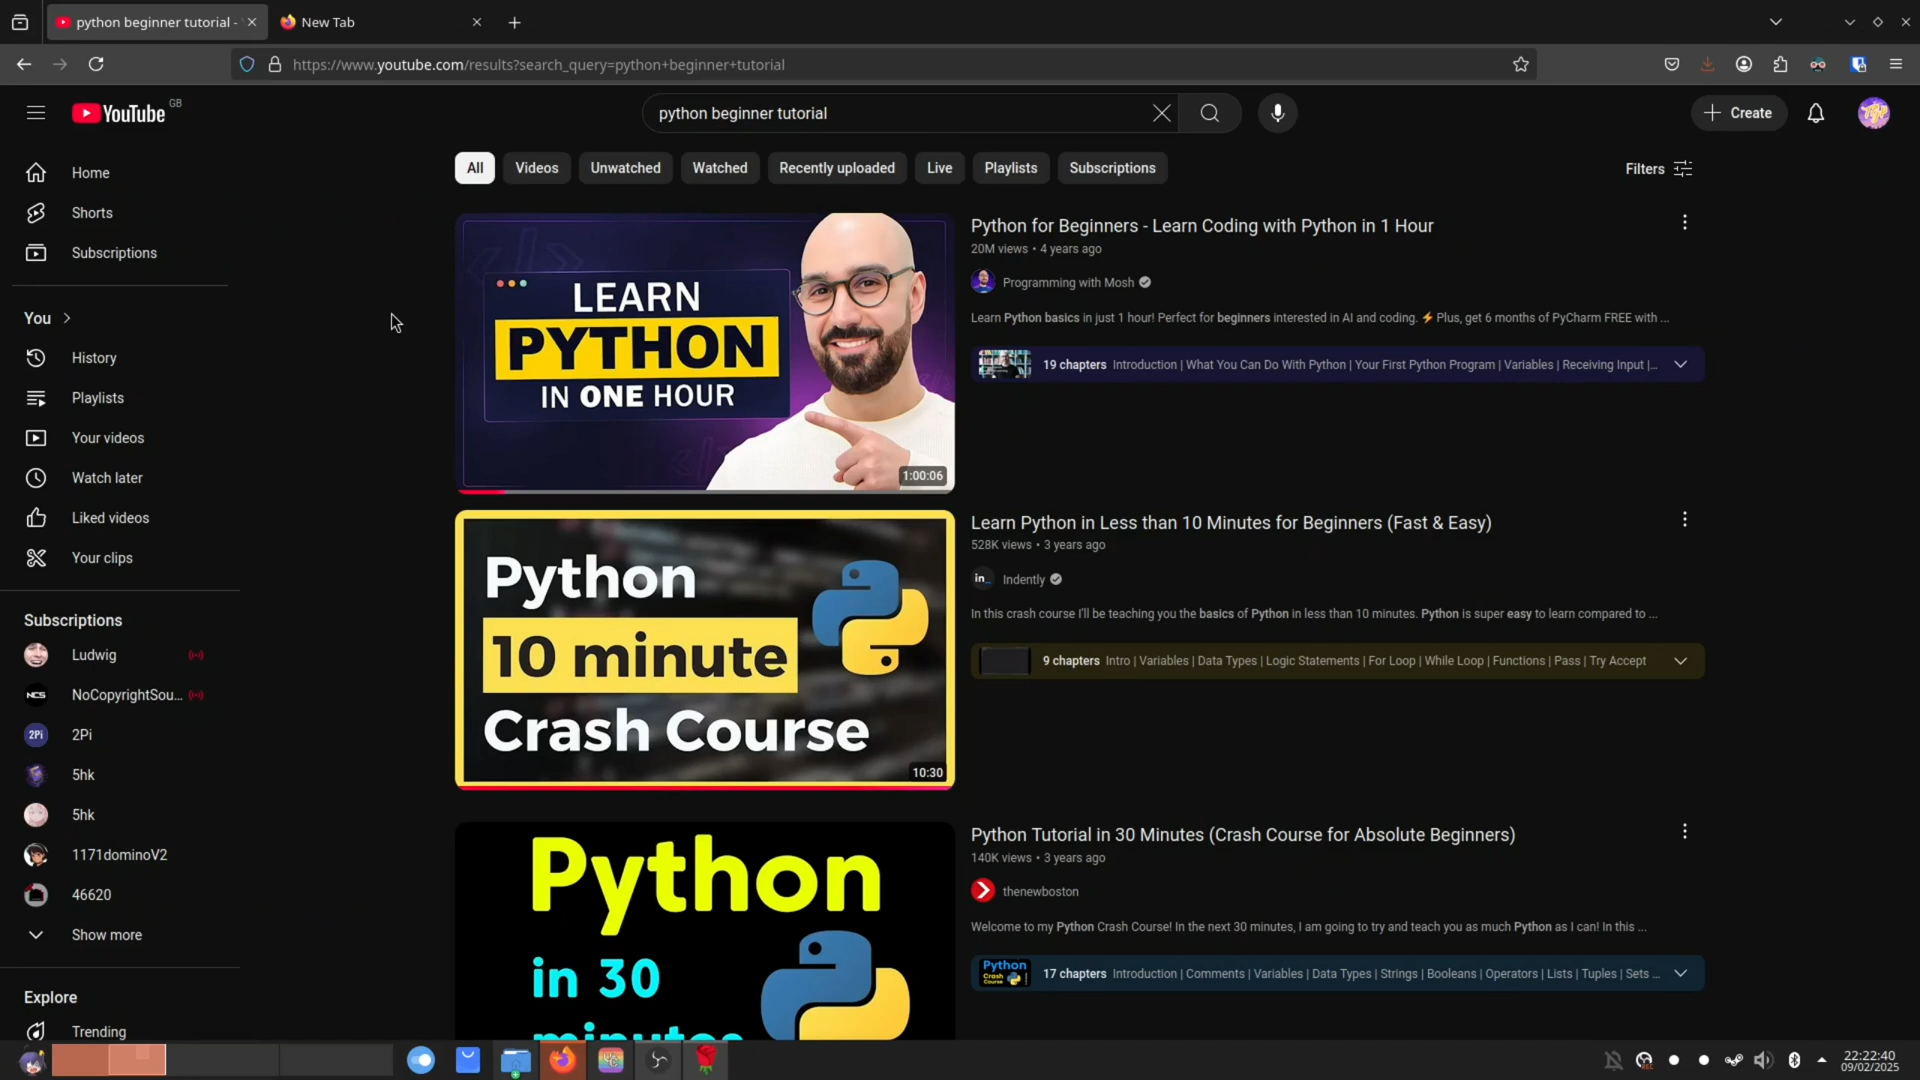 python beginner tutorial -
New Tab
https://www.youtube.com/results?search_query=python+beginner+tutorial
YouTube GB
python beginner tutorial
Create
Home
Shorts
Subscriptions
You
History
Playlists
Your videos
Watch later
Liked videos
Your clips
Subscriptions
Ludwig
NCS
NoCopyrightSou...
2Pi
2Pi
5hk
5hk
1171dominoV2
46620
Show more
Explore
Trending
All
Videos
Unwatched
Watched
Recently uploaded
Live
Playlists
Subscriptions
Filters
LEARN
PYTHON
IN ONE HOUR
1:00:06
Python for Beginners - Learn Coding with Python in 1 Hour
20M views • 4 years ago
Programming with Mosh
Learn Python basics in just 1 hour! Perfect for beginners interested in AI and coding. ⚡ Plus, get 6 months of PyCharm FREE with ...
19 chapters Introduction | What You Can Do With Python | Your First Python Program | Variables | Receiving Input |...
Python
10 minute
Crash Course
10:30
Learn Python in Less than 10 Minutes for Beginners (Fast & Easy)
528K views • 3 years ago
in_
Indently
In this crash course I'll be teaching you the basics of Python in less than 10 minutes. Python is super easy to learn compared to ...
9 chapters Intro | Variables | Data Types | Logic Statements | For Loop | While Loop | Functions | Pass | Try Accept
Python
in 30
minutes
Python Tutorial in 30 Minutes (Crash Course for Absolute Beginners)
140K views • 3 years ago
thenewboston
Welcome to my Python Crash Course! In the next 30 minutes, I am going to try and teach you as much Python as I can! In this ...
Python
Crash
Course
17 chapters Introduction | Comments | Variables | Data Types | Strings | Booleans | Operators | Lists | Tuples | Sets ...
REC
22:22:40
09/02/2025